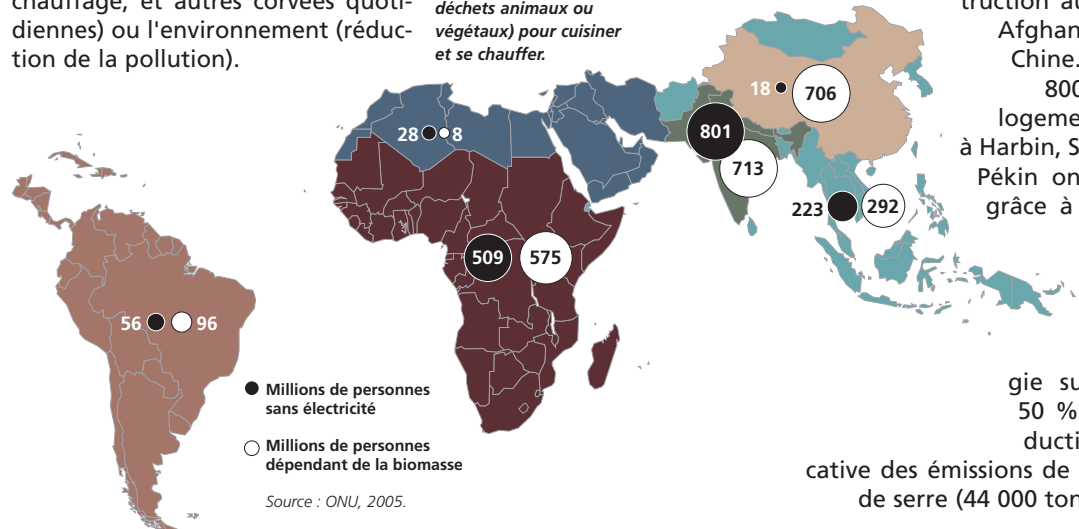 chauffage, et autres corvées quoti-
diennes) ou l'environnement (réduc-
tion de la pollution).
déchets animaux ou
végétaux) pour cuisiner
et se chauffer.
truction
Afghan
Chine.
800
logeme
à Harbin, S
Pékin on
grâce à
18 706
28 8
801
713
223 292
509 575
56 96
Millions de personnes
sans électricité
Millions de personnes
dépendant de la biomasse
Source : ONU, 2005.
gie su
50 %
ducti
cative des émissions de
de serre (44 000 ton